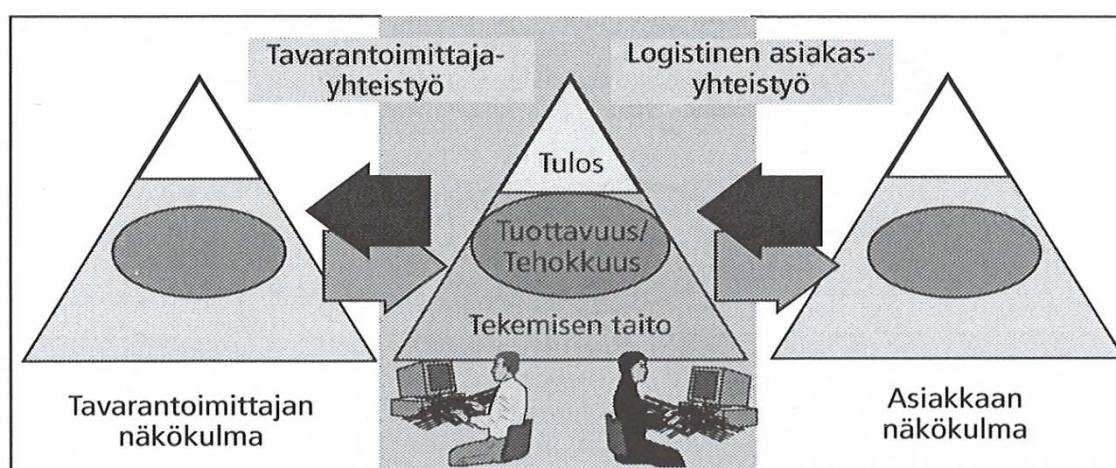 Tavarantoimittaja-
yhteistyö
Logistinen asiakas-
yhteistyö
Tulos
Tuottavuus/
Tehokkuus
Tekemisen taito
Tavarantoimittajan
näkökulma
Asiakkaan
näkökulma